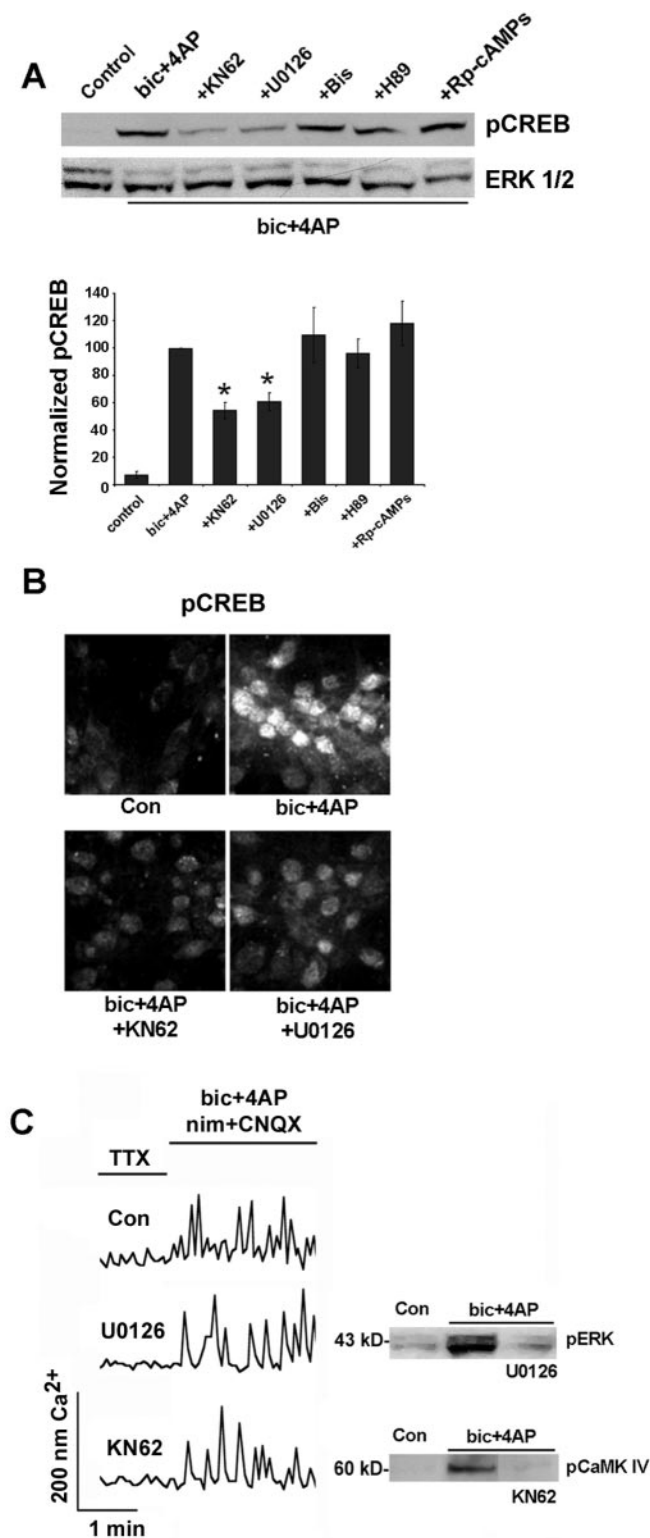 A
Control
bic+4AP
+KN62
+U0126
+Bis
+H89
+Rp-cAMPs
pCREB
ERK 1/2
bic+4AP
Normalized pCREB
140
120
100
80
60
40
20
0
*
*
control
bic+4AP
+KN62
+U0126
+Bis
+H89
+Rp-cAMPs
B
pCREB
Con
bic+4AP
bic+4AP
+KN62
bic+4AP
+U0126
C
bic+4AP
nim+CNQX
TTX
Con
U0126
KN62
200 nm Ca2+
1 min
Con
bic+4AP
43 kD-
pERK
U0126
Con
bic+4AP
60 kD-
pCaMK IV
KN62